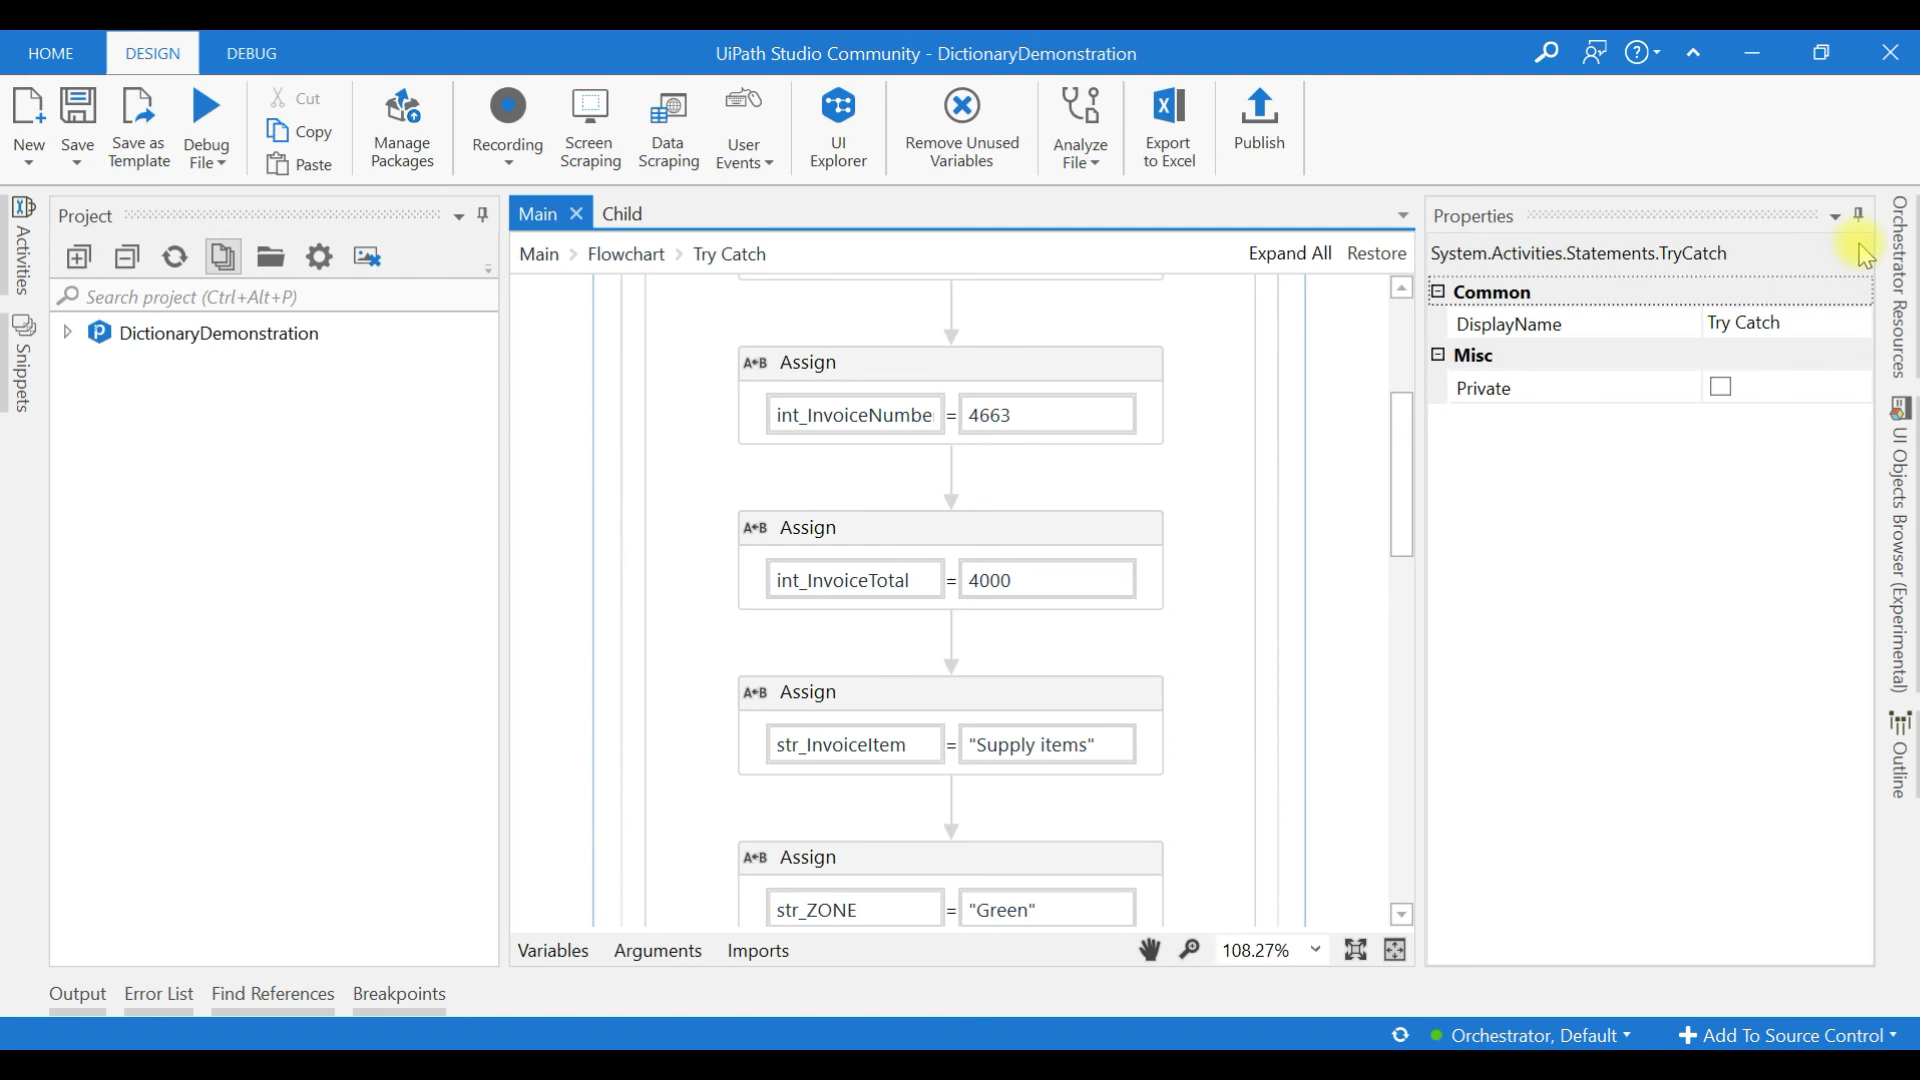 HOME
DESIGN
DEBUG
UiPath Studio Community - DictionaryDemonstration
New
Save
Save as
Template
Debug
File
Cut
Copy
Paste
Manage
Packages
Recording
Screen
Scraping
Data
Scraping
User
Events
UI
Explorer
Remove Unused
Variables
Analyze
File
Export
to Excel
Publish
Activities
Snippets
Project
Search project (Ctrl+Alt+P)
DictionaryDemonstration
Main
Child
Main
Flowchart
Try Catch
Expand All
Restore
A←B Assign
int_InvoiceNumbe = 4663
A←B Assign
int_InvoiceTotal = 4000
A←B Assign
str_InvoiceItem = "Supply items"
A←B Assign
str_ZONE = "Green"
Variables
Arguments
Imports
108.27%
Properties
System.Activities.Statements.TryCatch
Common
DisplayName Try Catch
Misc
Private
Orchestrator Resources
UI Objects Browser (Experimental)
Outline
Output
Error List
Find References
Breakpoints
Orchestrator, Default
Add To Source Control